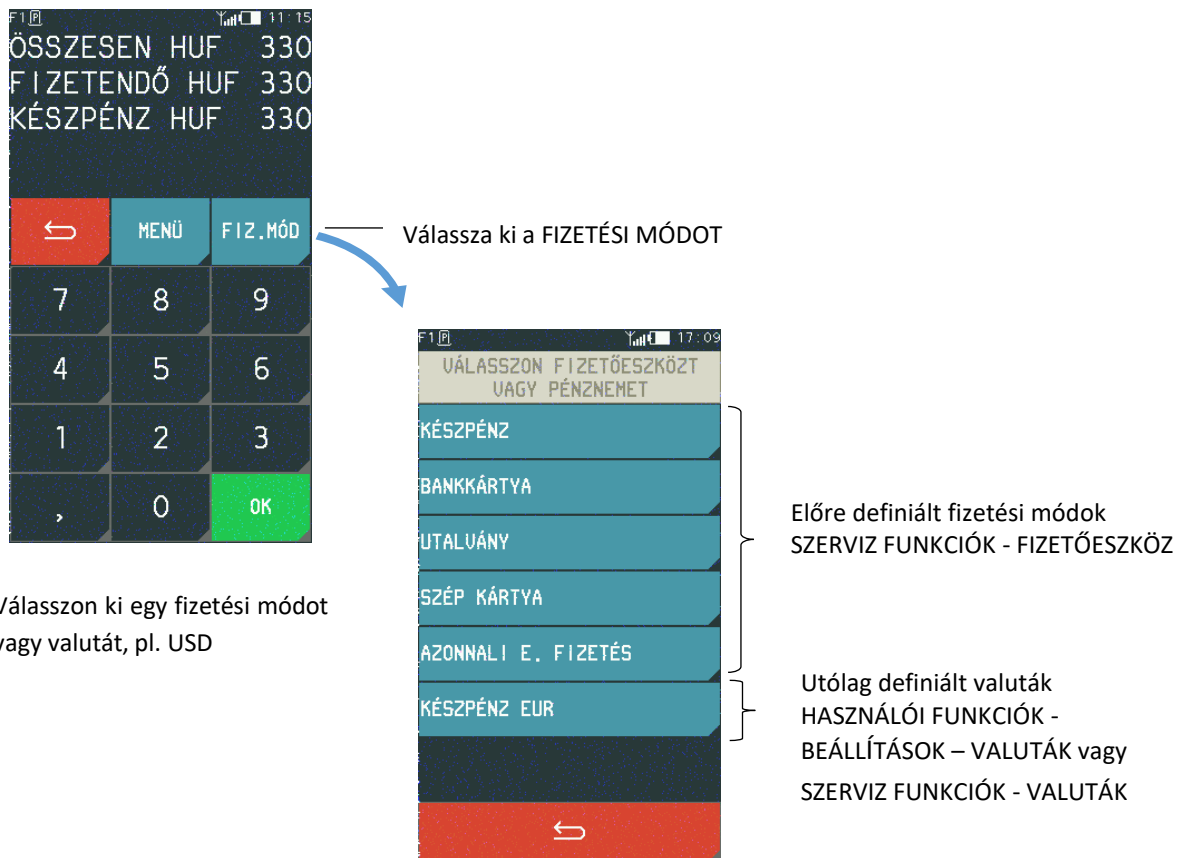 F1 P 11:15
ÖSSZESEN HUF 330
FIZETENDŐ HUF 330
KÉSZPÉNZ HUF 330
MENÜ FIZ.MÓD
7 8 9
4 5 6
1 2 3
, 0 OK
Válassza ki a FIZETÉSI MÓDOT
Válasszon ki egy fizetési módot
vagy valutát, pl. USD
F1 P 17:09
VÁLASSZON FIZETŐESZKÖZT
VAGY PÉNZNEMET
KÉSZPÉNZ
BANKKÁRTYA
UTALVÁNY
SZÉP KÁRTYA
AZONNALI E. FIZETÉS
KÉSZPÉNZ EUR
Előre definiált fizetési módok
SZERVIZ FUNKCIÓK - FIZETŐESZKÖZ
Utólag definiált valuták
HASZNÁLÓI FUNKCIÓK -
BEÁLLÍTÁSOK – VALUTÁK vagy
SZERVIZ FUNKCIÓK - VALUTÁK